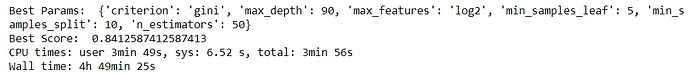 Best Params:  {'criterion': 'gini', 'max_depth': 90, 'max_features': 'log2', 'min_samples_leaf': 5, 'min_s
amples_split': 10, 'n_estimators': 50}
Best Score:  0.8412587412587413
CPU times: user 3min 49s, sys: 6.52 s, total: 3min 56s
Wall time: 4h 49min 25s